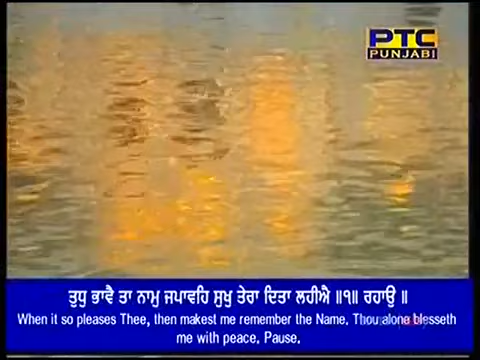 PTC
PUNJABI
ਤੁਧੁ ਭਾਵੈ ਤਾ ਨਾਮੁ ਜਪਾਵਹਿ ਸੁਖੁ ਤੇਰਾ ਦਿਤਾ ਲਹੀਐ ॥੧॥ ਰਹਾਉ ॥
When it so pleases Thee, then makest me remember the Name. Thou alone blesseth
me with peace. Pause.